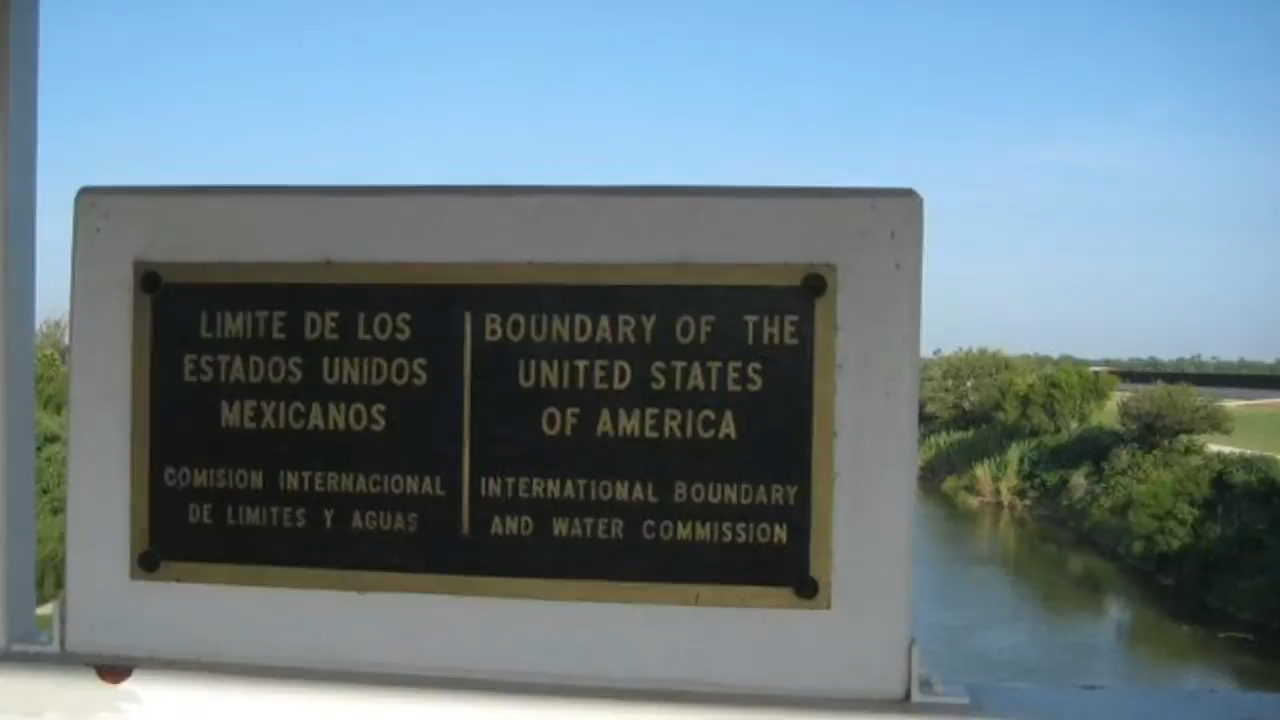 LIMITE DE LOS
ESTADOS UNIDOS
MEXICANOS
COMISION INTERNACIONAL
DE LIMITES Y AGUAS
BOUNDARY OF THE
UNITED STATES
OF AMERICA
INTERNATIONAL BOUNDARY
AND WATER COMMISSION